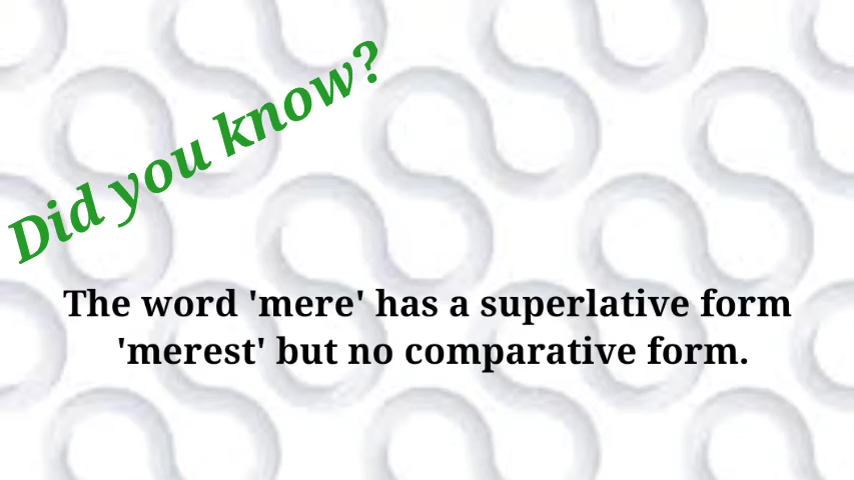 Did you know?
The word 'mere' has a superlative form
'merest' but no comparative form.